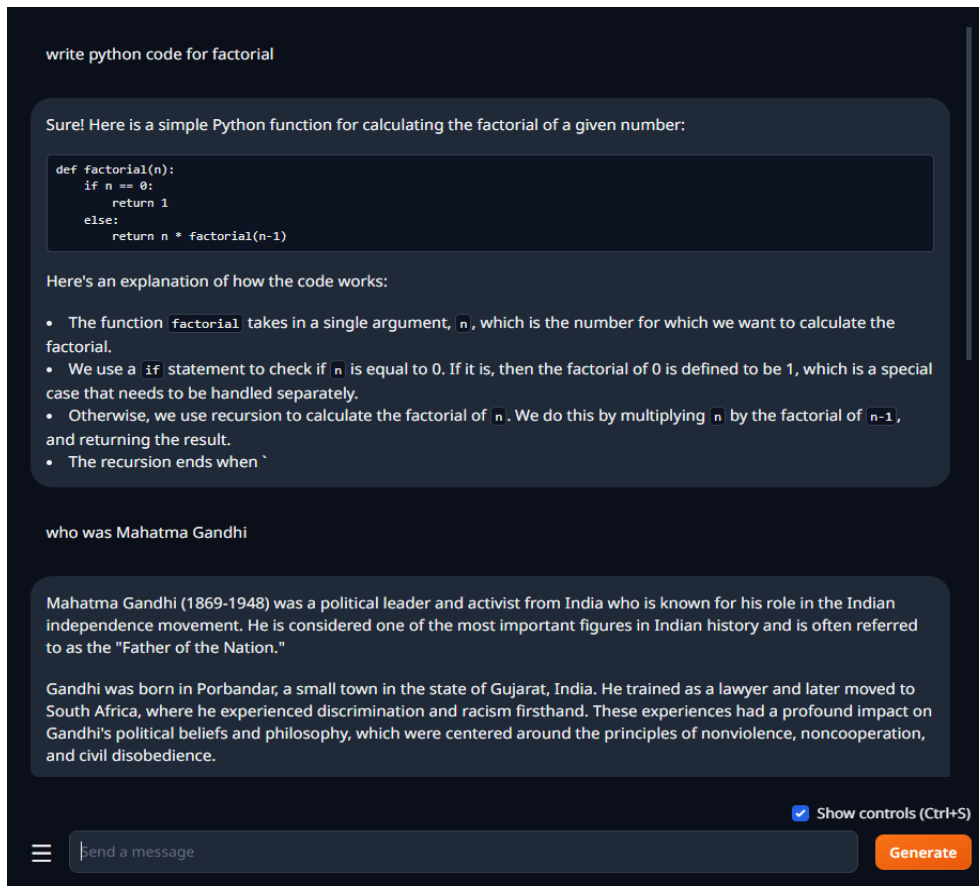 write python code for factorial
Sure! Here is a simple Python function for calculating the factorial of a given number:
def factorial(n):
    if n == 0:
        return 1
    else:
        return n * factorial(n-1)
Here's an explanation of how the code works:
• The function factorial takes in a single argument, n, which is the number for which we want to calculate the
factorial.
• We use a if statement to check if n is equal to 0. If it is, then the factorial of 0 is defined to be 1, which is a special
case that needs to be handled separately.
• Otherwise, we use recursion to calculate the factorial of n. We do this by multiplying n by the factorial of n-1,
and returning the result.
• The recursion ends when `
who was Mahatma Gandhi
Mahatma Gandhi (1869-1948) was a political leader and activist from India who is known for his role in the Indian
independence movement. He is considered one of the most important figures in Indian history and is often referred
to as the "Father of the Nation."
Gandhi was born in Porbandar, a small town in the state of Gujarat, India. He trained as a lawyer and later moved to
South Africa, where he experienced discrimination and racism firsthand. These experiences had a profound impact on
Gandhi's political beliefs and philosophy, which were centered around the principles of nonviolence, noncooperation,
and civil disobedience.
Show controls (Ctrl+S)
Send a message
Generate